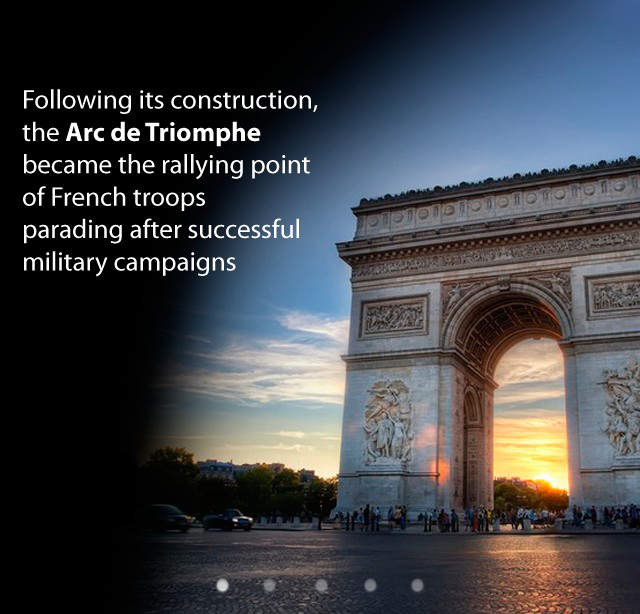 Following its construction,
the Arc de Triomphe
became the rallying point
of French troops
parading after successful
military campaigns